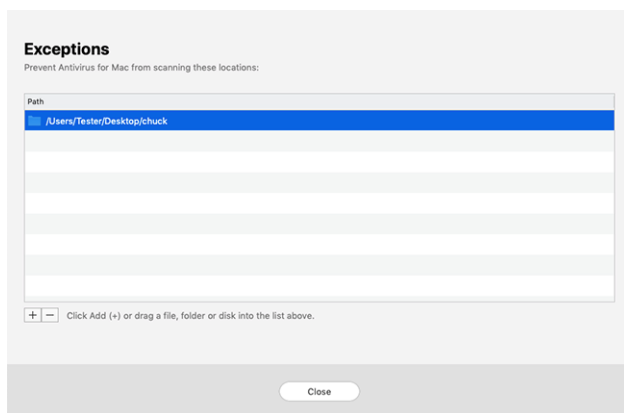 Exceptions
Prevent Antivirus for Mac from scanning these locations:
Path
/Users/Tester/Desktop/chuck
+ − Click Add (+) or drag a file, folder or disk into the list above.
Close